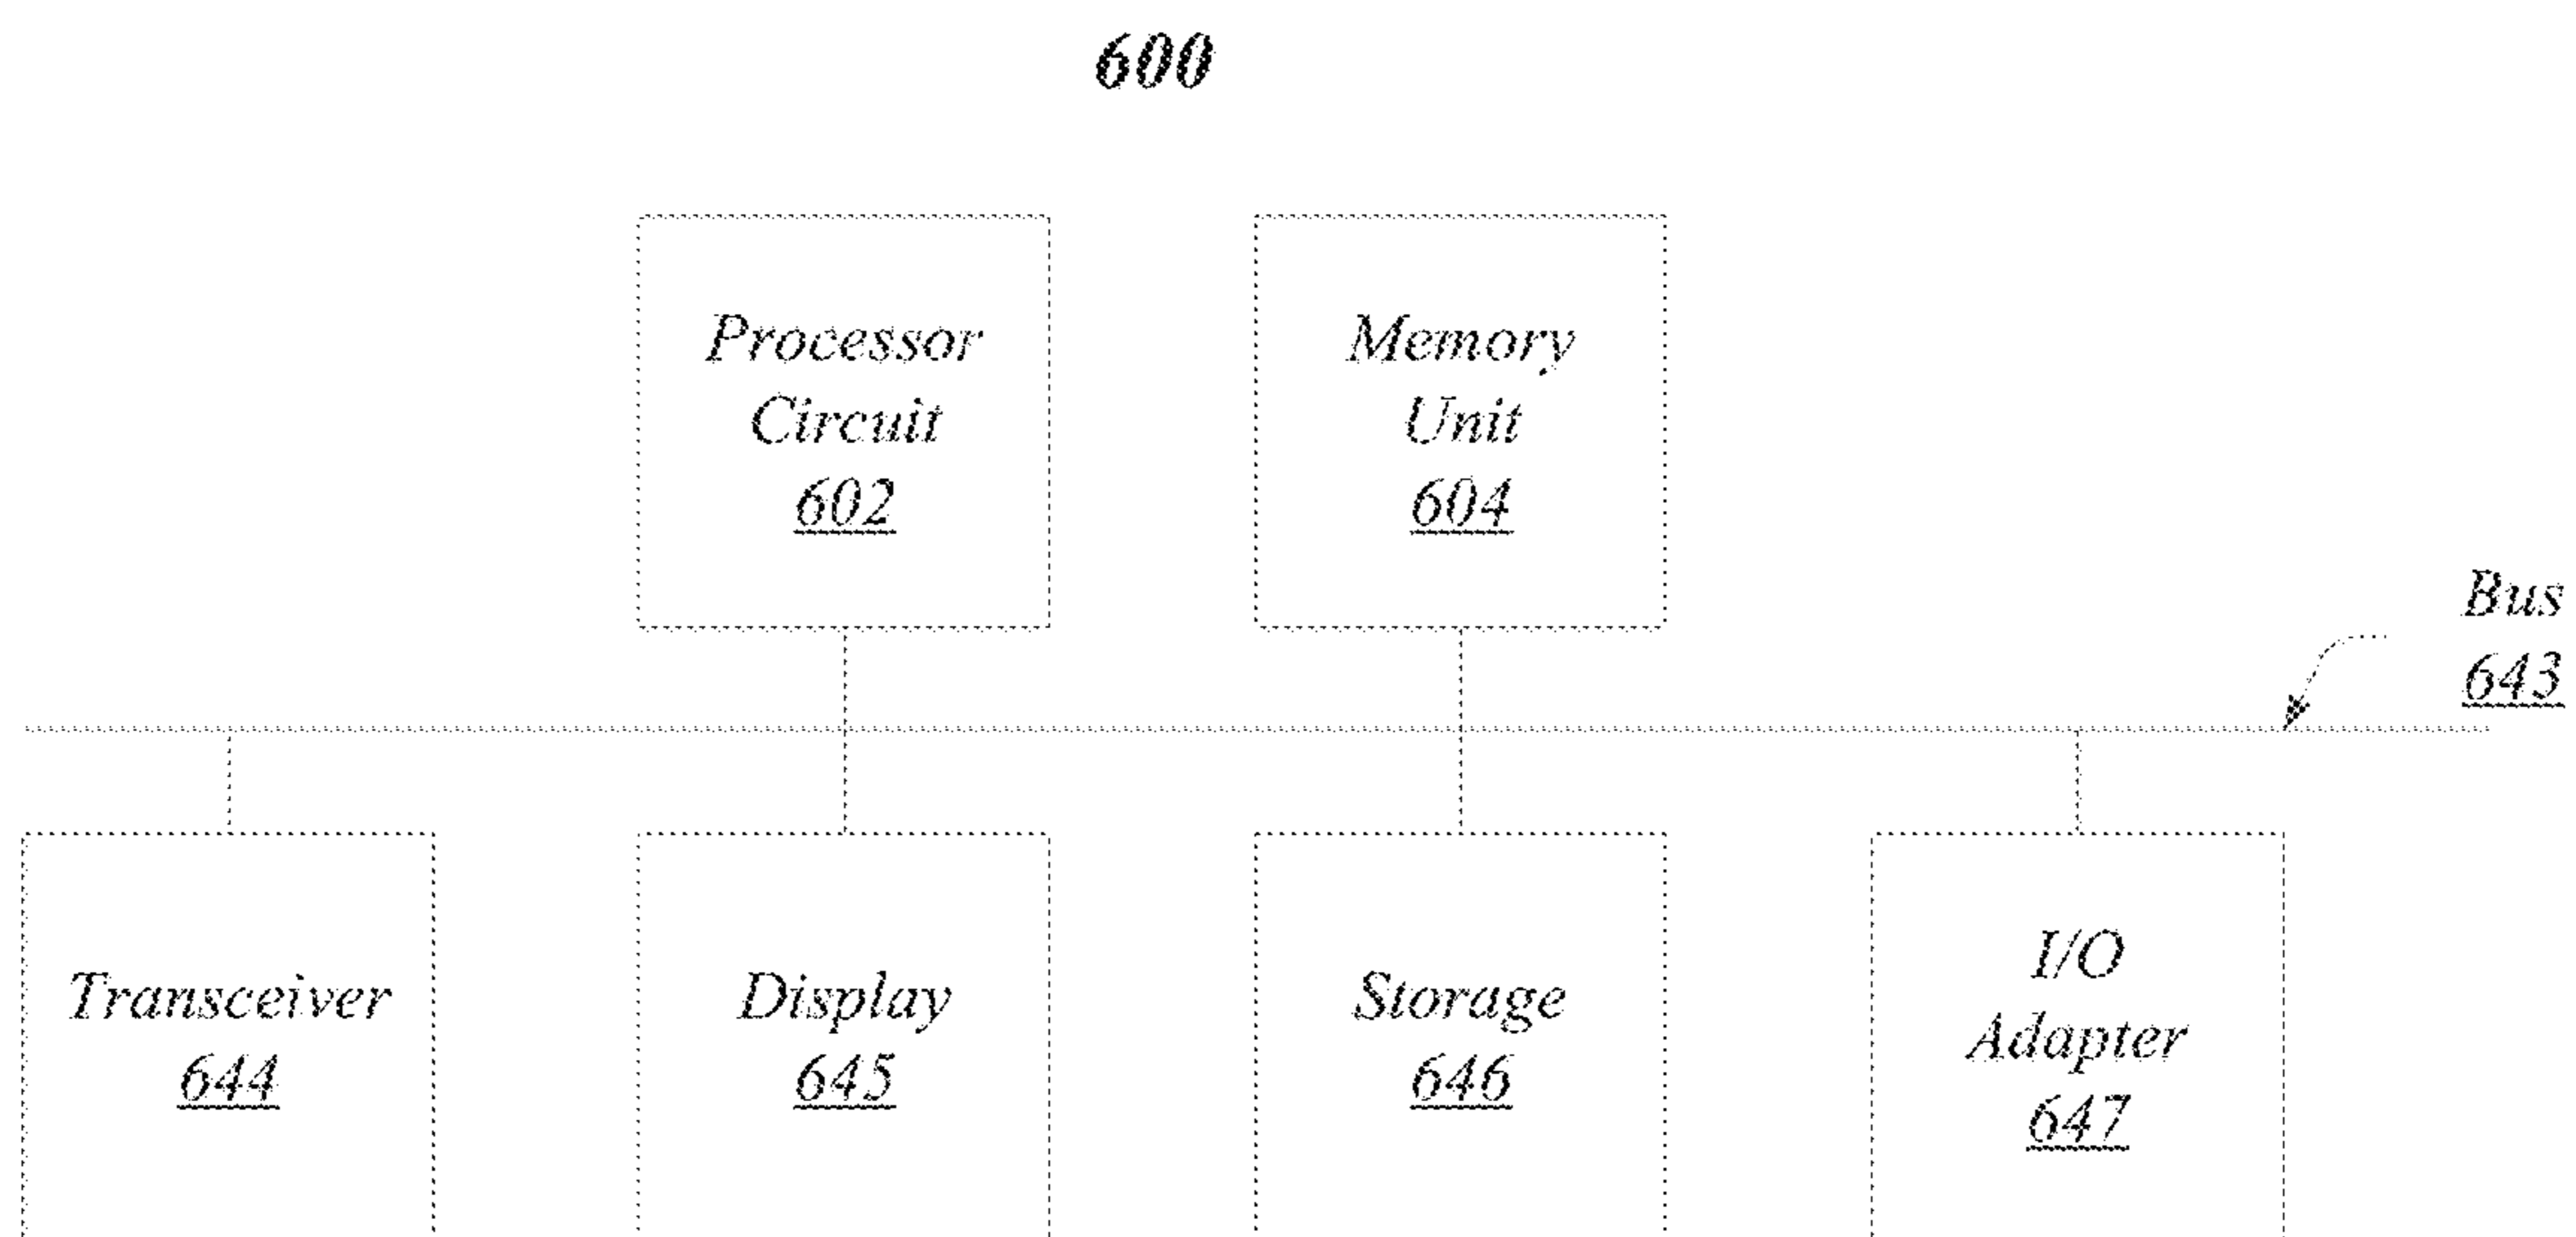 600
Processor
Circuit
602
Memory
Unit
604
Bus
643
Transceiver
644
Display
645
Storage
646
I/O
Adapter
647